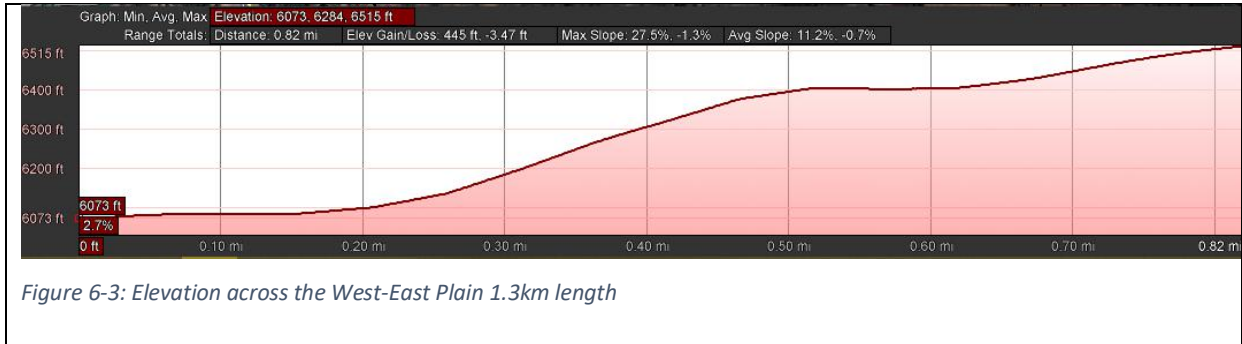 Graph: Min, Avg, Max Elevation: 6073, 6284, 6515 ft
Range Totals: Distance: 0.82 mi Elev Gain/Loss: 445 ft, -3.47 ft Max Slope: 27.5%, -1.3% Avg Slope: 11.2%, -0.7%
6515 ft
6400 ft
6300 ft
6200 ft
6073 ft
6073 ft
2.7%
0 ft 0.10 mi 0.20 mi 0.30 mi 0.40 mi 0.50 mi 0.60 mi 0.70 mi 0.82 mi
Figure 6-3: Elevation across the West-East Plain 1.3km length